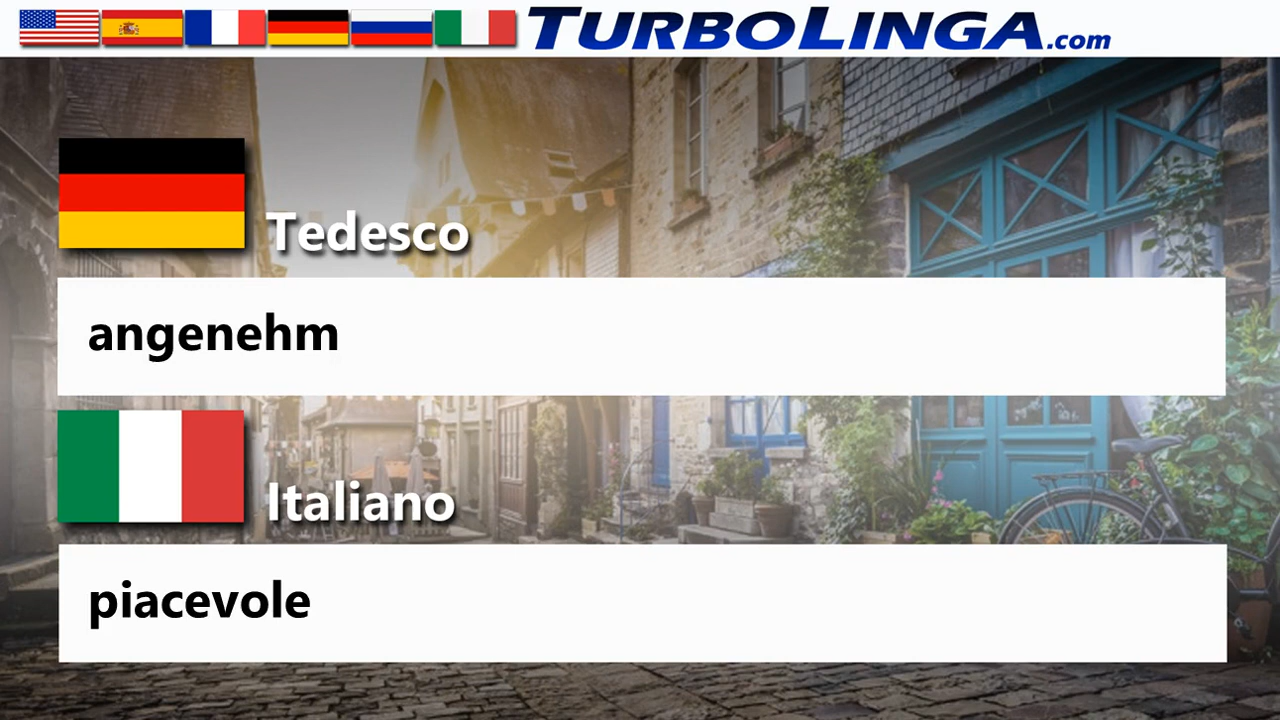 TURBOLINGA.com
Tedesco
angenehm
Italiano
piacevole